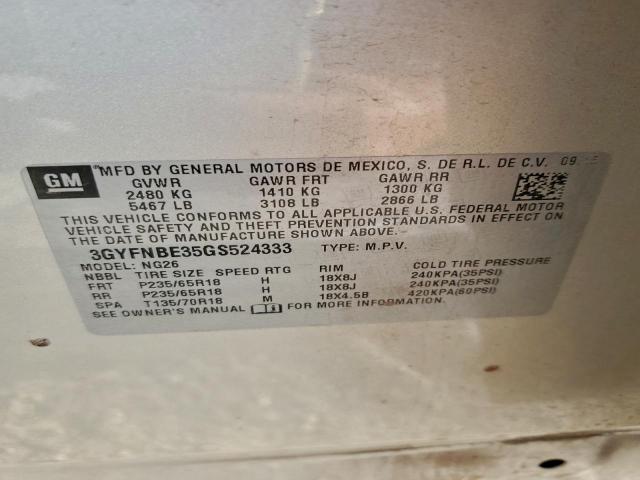 GM ® MFD BY GENERAL MOTORS DE MEXICO, S. DE R.L. DE C.V. 09
GVWR GAWR FRT GAWR RR
2480 KG 1410 KG 1300 KG
5467 LB 3108 LB 2866 LB
THIS VEHICLE CONFORMS TO ALL APPLICABLE U.S. FEDERAL MOTOR
VEHICLE SAFETY AND THEFT PREVENTION STANDARDS IN EFFECT ON
THE DATE OF MANUFACTURE SHOWN ABOVE.
3GYFNBE35GS524333 TYPE: M.P.V.
MODEL: NG26
NBBL TIRE SIZE SPEED RTG RIM COLD TIRE PRESSURE
FRT P235/65R18 H 18X8J 240KPA(35PSI)
RR P235/65R18 H 18X8J 240KPA(35PSI)
SPA T135/70R18 M 18X4.5B 420KPA(60PSI)
SEE OWNER'S MANUAL FOR MORE INFORMATION.